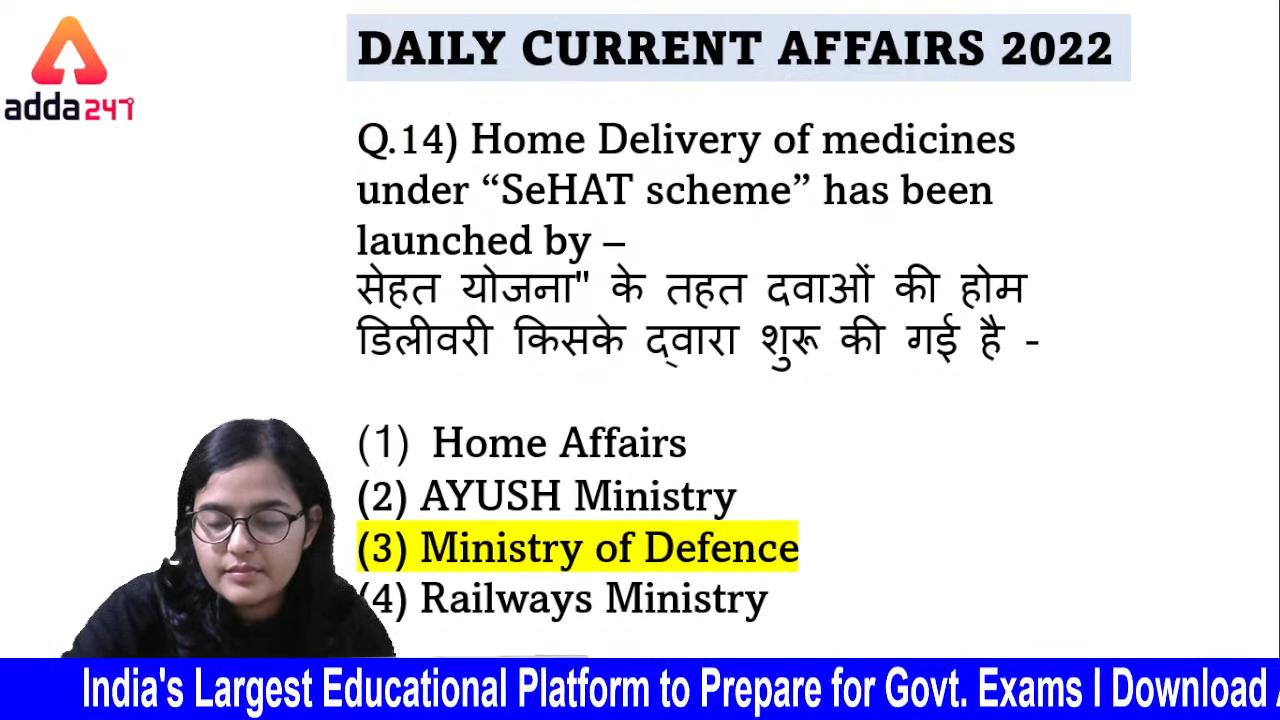 DAILY CURRENT AFFAIRS 2022
adda247
Q.14) Home Delivery of medicines
under “SeHAT scheme” has been
launched by –
सेहत योजना" के तहत दवाओं की होम
डिलीवरी किसके द्वारा शुरू की गई है -
(1) Home Affairs
(2) AYUSH Ministry
(3) Ministry of Defence
(4) Railways Ministry
India's Largest Educational Platform to Prepare for Govt. Exams I Download